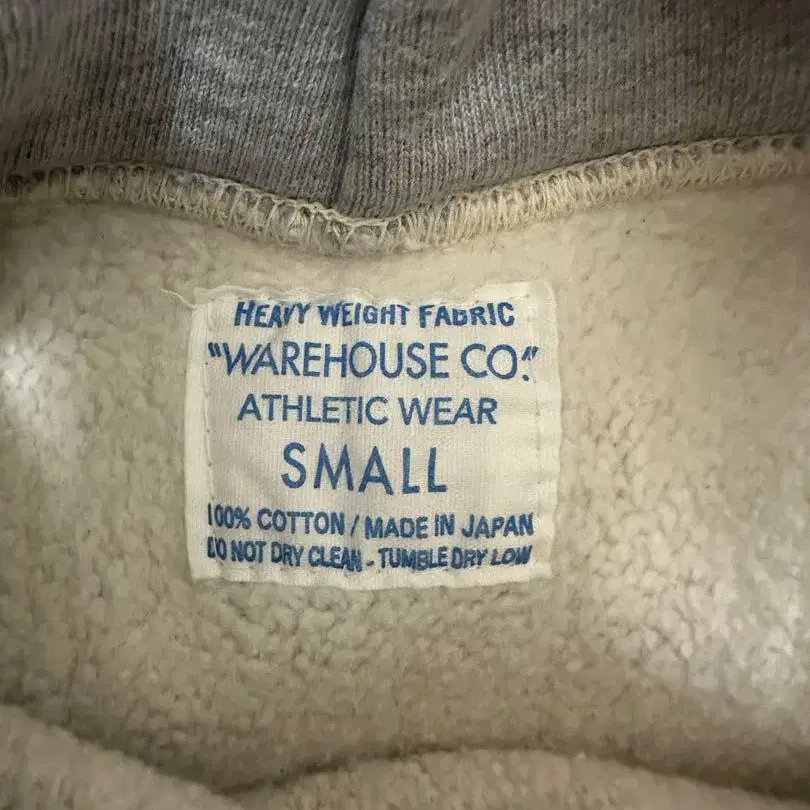 HEAVY WEIGHT FABRIC
"WAREHOUSE CO."
ATHLETIC WEAR
SMALL
100% COTTON / MADE IN JAPAN
DO NOT DRY CLEAN - TUMBLE DRY LOW